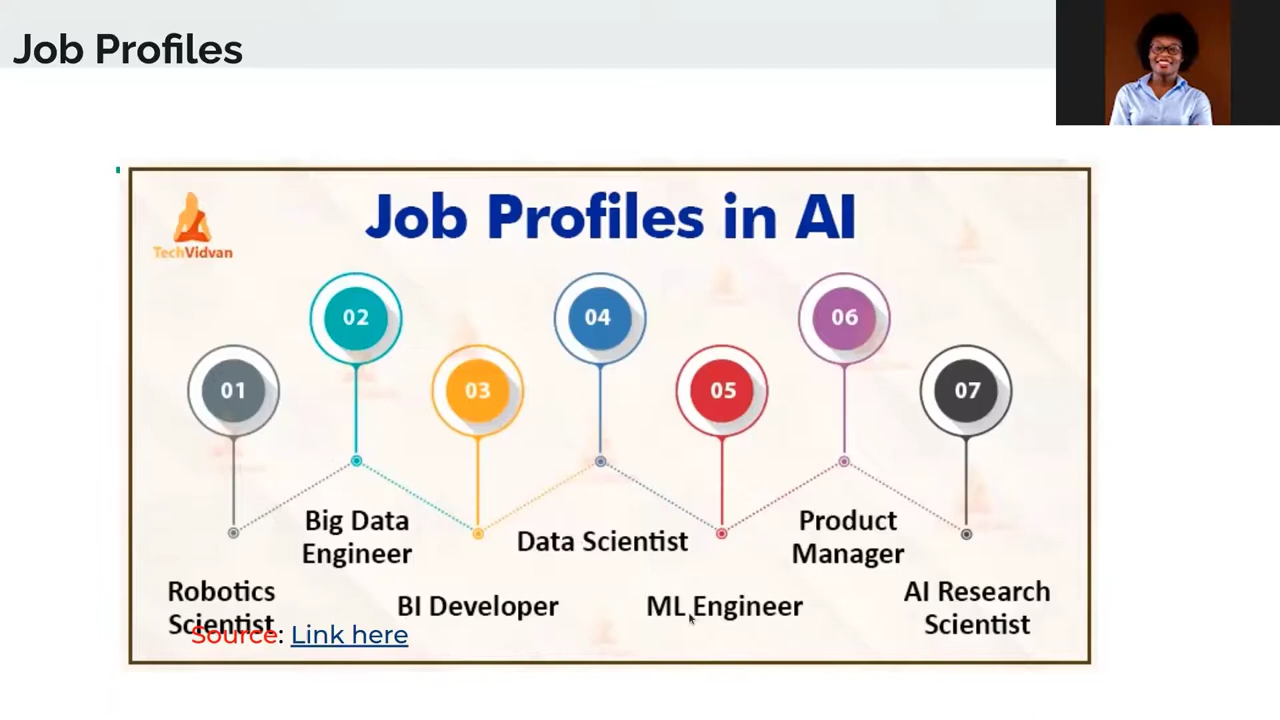 Job Profiles
Job Profiles in AI
TechVidvan
01
02
03
04
05
06
07
Robotics
Scientist
Big Data
Engineer
BI Developer
Data Scientist
ML Engineer
Product
Manager
AI Research
Scientist
Source: Link here